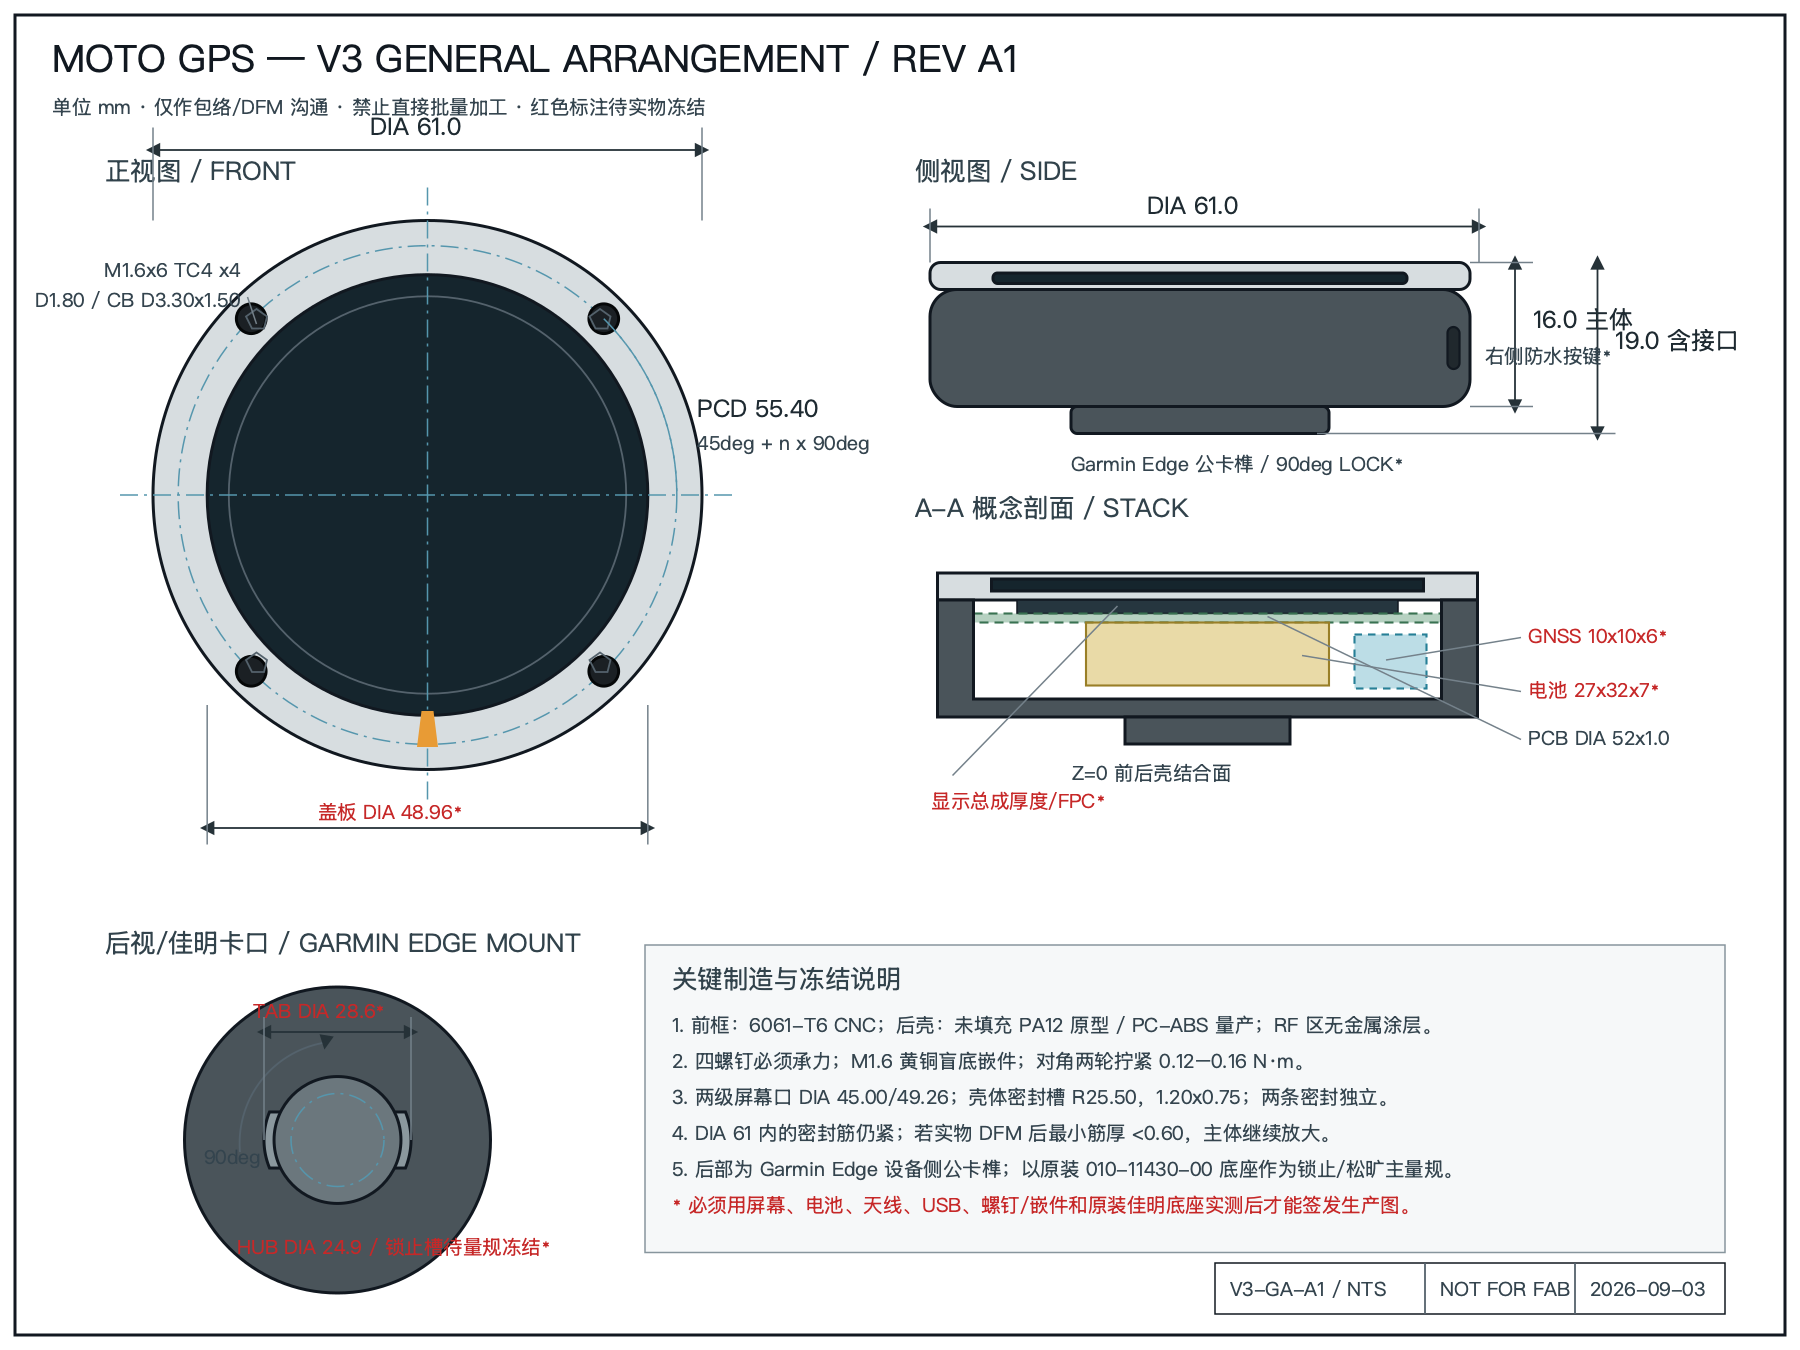 MOTO GPS — V3 GENERAL ARRANGEMENT / REV A1
单位 mm · 仅作包络/DFM 沟通 · 禁止直接批量加工 · 红色标注待实物冻结
DIA 61.0
正视图 / FRONT
M1.6x6 TC4 x4
D1.80 / CB D3.30x1.50
PCD 55.40
45deg + n x 90deg
盖板 DIA 48.96*
侧视图 / SIDE
DIA 61.0
16.0 主体
19.0 含接口
右侧防水按键*
Garmin Edge 公卡榫 / 90deg LOCK*
A-A 概念剖面 / STACK
GNSS 10x10x6*
电池 27x32x7*
PCB DIA 52x1.0
Z=0 前后壳结合面
显示总成厚度/FPC*
后视/佳明卡口 / GARMIN EDGE MOUNT
TAB DIA 28.6*
90deg
HUB DIA 24.9 / 锁止槽待量规冻结*
关键制造与冻结说明
1. 前框：6061-T6 CNC；后壳：未填充 PA12 原型 / PC-ABS 量产；RF 区无金属涂层。
2. 四螺钉必须承力；M1.6 黄铜盲底嵌件；对角两轮拧紧 0.12–0.16 N·m。
3. 两级屏幕口 DIA 45.00/49.26；壳体密封槽 R25.50，1.20x0.75；两条密封独立。
4. DIA 61 内的密封筋仍紧；若实物 DFM 后最小筋厚 <0.60，主体继续放大。
5. 后部为 Garmin Edge 设备侧公卡榫；以原装 010-11430-00 底座作为锁止/松旷主量规。
* 必须用屏幕、电池、天线、USB、螺钉/嵌件和原装佳明底座实测后才能签发生产图。
V3-GA-A1 / NTS
NOT FOR FAB
2026-09-03